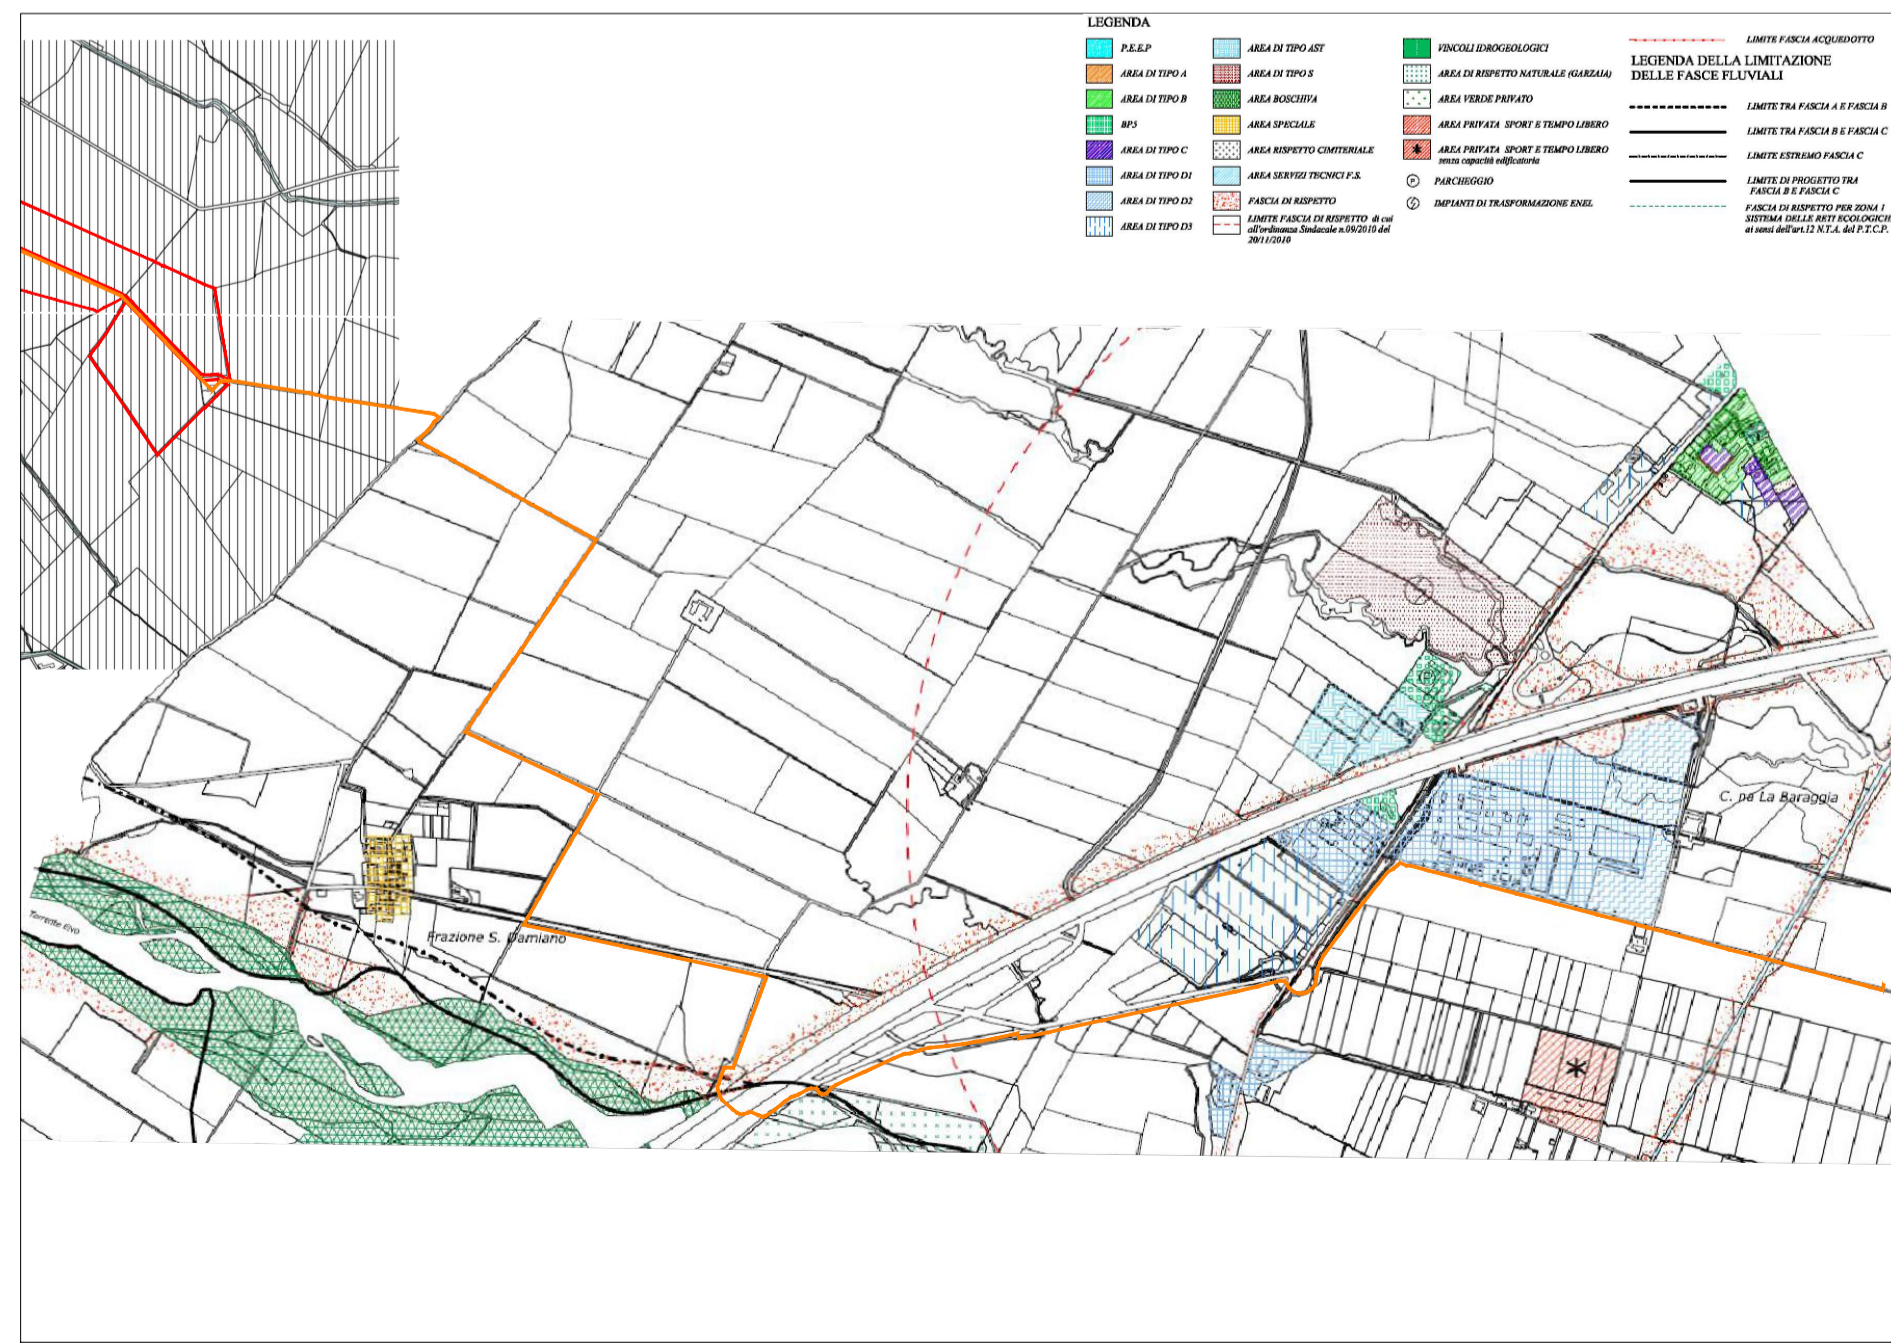 LEGENDA
P.E.E.P
AREA DI TIPO A
AREA DI TIPO B
BP5
AREA DI TIPO C
AREA DI TIPO D1
AREA DI TIPO D2
AREA DI TIPO D3
AREA DI TIPO AST
AREA DI TIPO S
AREA BOSCHIVA
AREA SPECIALE
AREA RISPETTO CIMITERIALE
AREA SERVIZI TECNICI F.S.
FASCIA DI RISPETTO
LIMITE FASCIA DI RISPETTO di cui
all'ordinanza Sindacale n.09/2010 del
20/11/2010
VINCOLI IDROGEOLOGICI
AREA DI RISPETTO NATURALE (GARZAIA)
AREA VERDE PRIVATO
AREA PRIVATA SPORT E TEMPO LIBERO
AREA PRIVATA SPORT E TEMPO LIBERO
senza capacità edificatoria
P PARCHEGGIO
IMPIANTI DI TRASFORMAZIONE ENEL
LIMITE FASCIA ACQUEDOTTO
LEGENDA DELLA LIMITAZIONE
DELLE FASCE FLUVIALI
LIMITE TRA FASCIA A E FASCIA B
LIMITE TRA FASCIA B E FASCIA C
LIMITE ESTREMO FASCIA C
LIMITE DI PROGETTO TRA
FASCIA B E FASCIA C
FASCIA DI RISPETTO PER ZONA 1
SISTEMA DELLE RETI ECOLOGICH
ai sensi dell'art.12 N.T.A. del P.T.C.P.
C. na La Baraggia
Torrente Elvo
Frazione S. Damiano